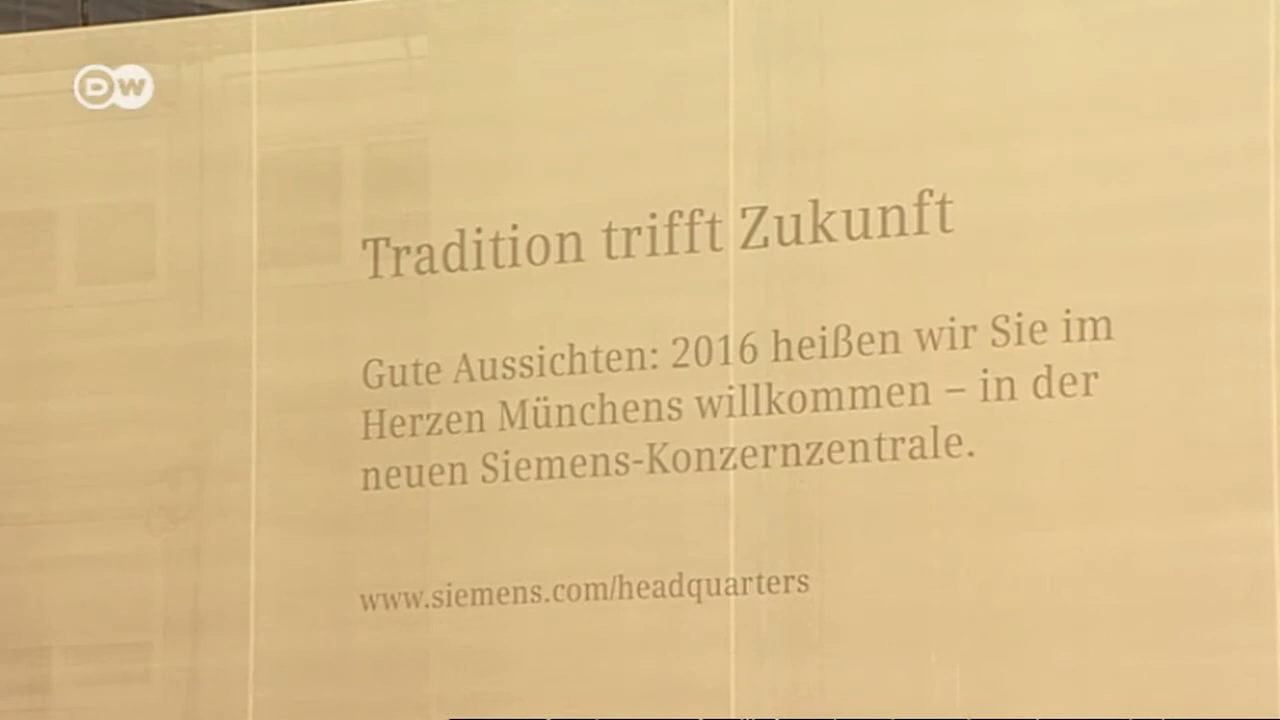 DW
Tradition trifft Zukunft
Gute Aussichten: 2016 heißen wir Sie im
Herzen Münchens willkommen – in der
neuen Siemens-Konzernzentrale.
www.siemens.com/headquarters